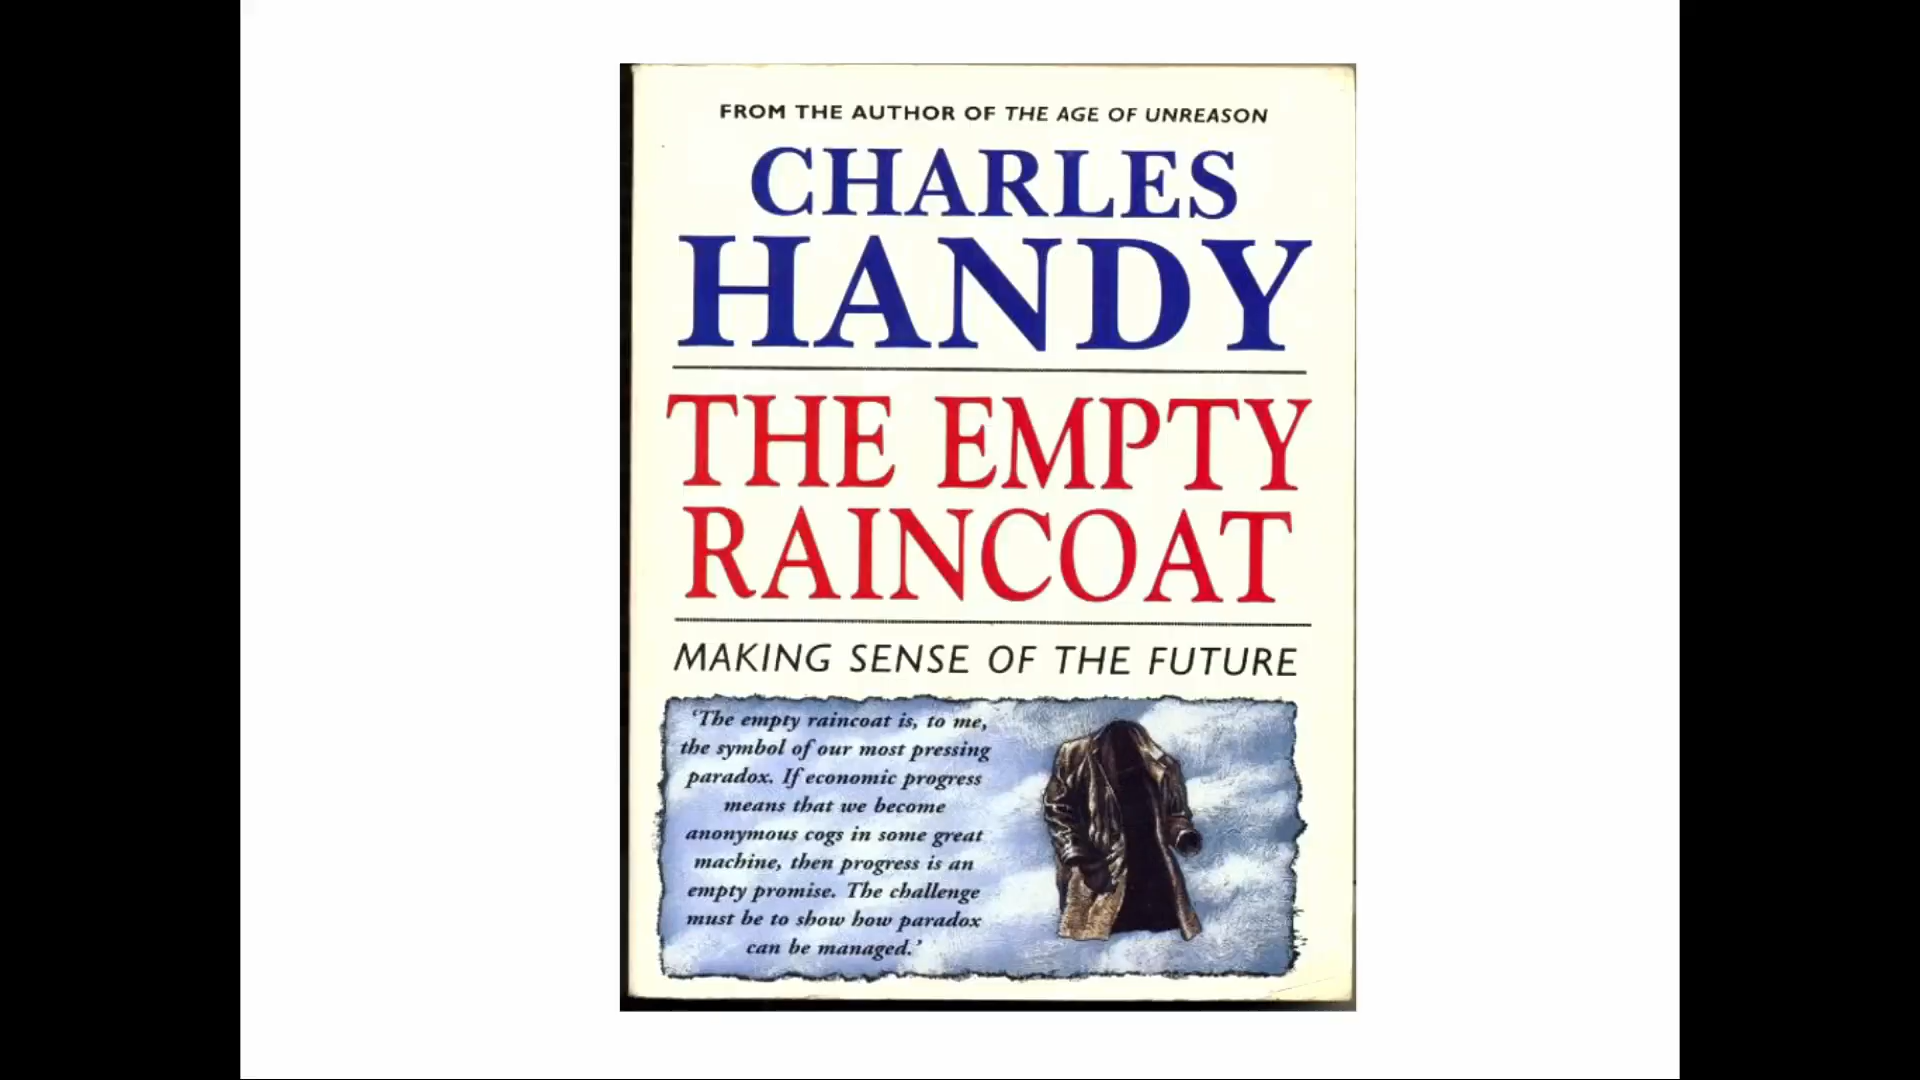 FROM THE AUTHOR OF THE AGE OF UNREASON
CHARLES
HANDY
THE EMPTY
RAINCOAT
MAKING SENSE OF THE FUTURE
‘The empty raincoat is, to me,
the symbol of our most pressing
paradox. If economic progress
means that we become
anonymous cogs in some great
machine, then progress is an
empty promise. The challenge
must be to show how paradox
can be managed.’